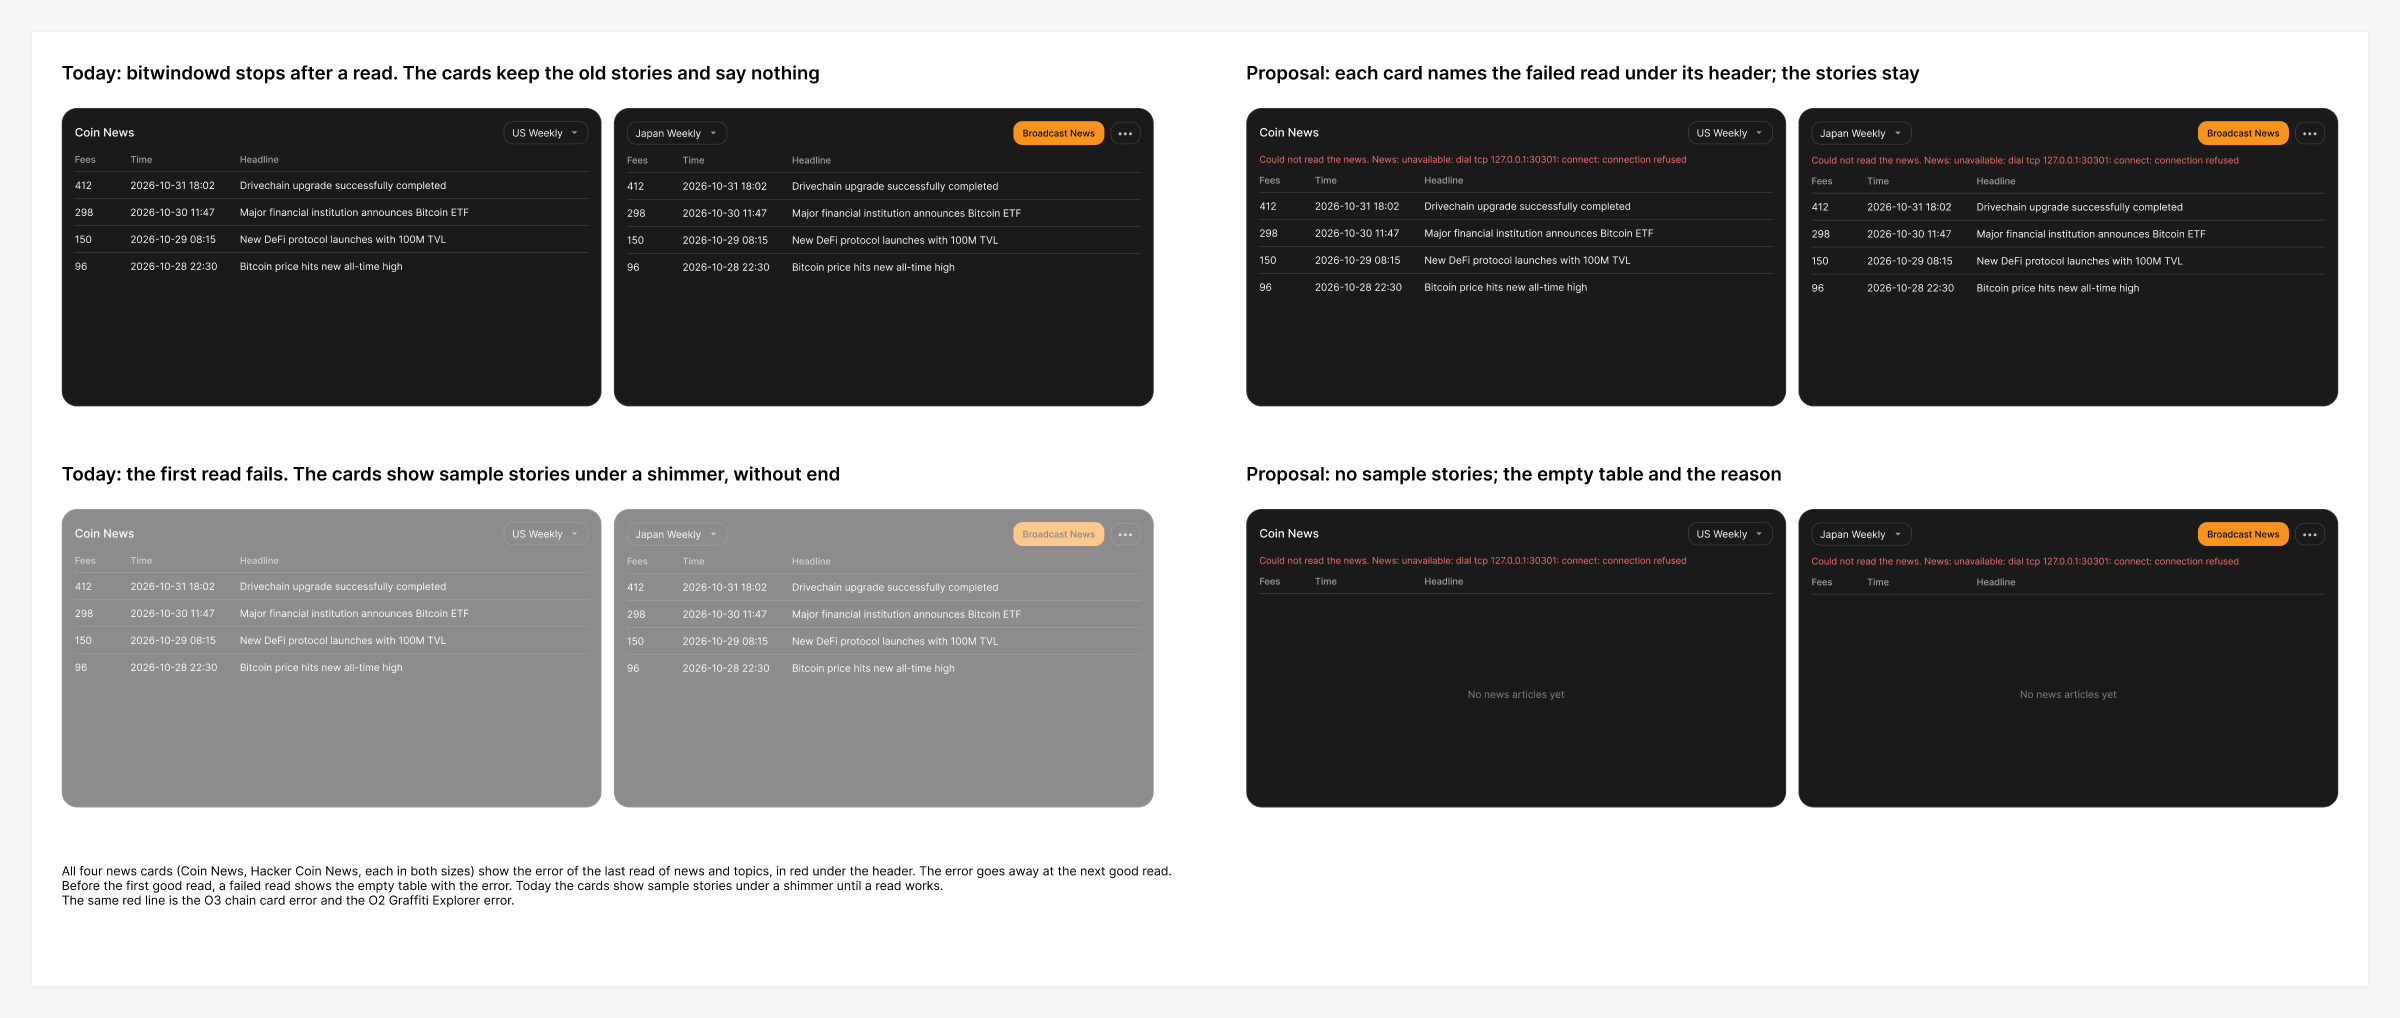 Today: bitwindowd stops after a read. The cards keep the old stories and say nothing
Coin News
US Weekly
Fees Time Headline
412 2026-10-31 18:02 Drivechain upgrade successfully completed
298 2026-10-30 11:47 Major financial institution announces Bitcoin ETF
150 2026-10-29 08:15 New DeFi protocol launches with 100M TVL
96 2026-10-28 22:30 Bitcoin price hits new all-time high
Japan Weekly
Broadcast News
Fees Time Headline
412 2026-10-31 18:02 Drivechain upgrade successfully completed
298 2026-10-30 11:47 Major financial institution announces Bitcoin ETF
150 2026-10-29 08:15 New DeFi protocol launches with 100M TVL
96 2026-10-28 22:30 Bitcoin price hits new all-time high
Proposal: each card names the failed read under its header; the stories stay
Coin News
US Weekly
Could not read the news. News: unavailable: dial tcp 127.0.0.1:30301: connect: connection refused
Fees Time Headline
412 2026-10-31 18:02 Drivechain upgrade successfully completed
298 2026-10-30 11:47 Major financial institution announces Bitcoin ETF
150 2026-10-29 08:15 New DeFi protocol launches with 100M TVL
96 2026-10-28 22:30 Bitcoin price hits new all-time high
Japan Weekly
Broadcast News
Could not read the news. News: unavailable: dial tcp 127.0.0.1:30301: connect: connection refused
Fees Time Headline
412 2026-10-31 18:02 Drivechain upgrade successfully completed
298 2026-10-30 11:47 Major financial institution announces Bitcoin ETF
150 2026-10-29 08:15 New DeFi protocol launches with 100M TVL
96 2026-10-28 22:30 Bitcoin price hits new all-time high
Today: the first read fails. The cards show sample stories under a shimmer, without end
Coin News
US Weekly
Fees Time Headline
412 2026-10-31 18:02 Drivechain upgrade successfully completed
298 2026-10-30 11:47 Major financial institution announces Bitcoin ETF
150 2026-10-29 08:15 New DeFi protocol launches with 100M TVL
96 2026-10-28 22:30 Bitcoin price hits new all-time high
Japan Weekly
Broadcast News
Fees Time Headline
412 2026-10-31 18:02 Drivechain upgrade successfully completed
298 2026-10-30 11:47 Major financial institution announces Bitcoin ETF
150 2026-10-29 08:15 New DeFi protocol launches with 100M TVL
96 2026-10-28 22:30 Bitcoin price hits new all-time high
Proposal: no sample stories; the empty table and the reason
Coin News
US Weekly
Could not read the news. News: unavailable: dial tcp 127.0.0.1:30301: connect: connection refused
Fees Time Headline
No news articles yet
Japan Weekly
Broadcast News
Could not read the news. News: unavailable: dial tcp 127.0.0.1:30301: connect: connection refused
Fees Time Headline
No news articles yet
All four news cards (Coin News, Hacker Coin News, each in both sizes) show the error of the last read of news and topics, in red under the header. The error goes away at the next good read.
Before the first good read, a failed read shows the empty table with the error. Today the cards show sample stories under a shimmer until a read works.
The same red line is the O3 chain card error and the O2 Graffiti Explorer error.